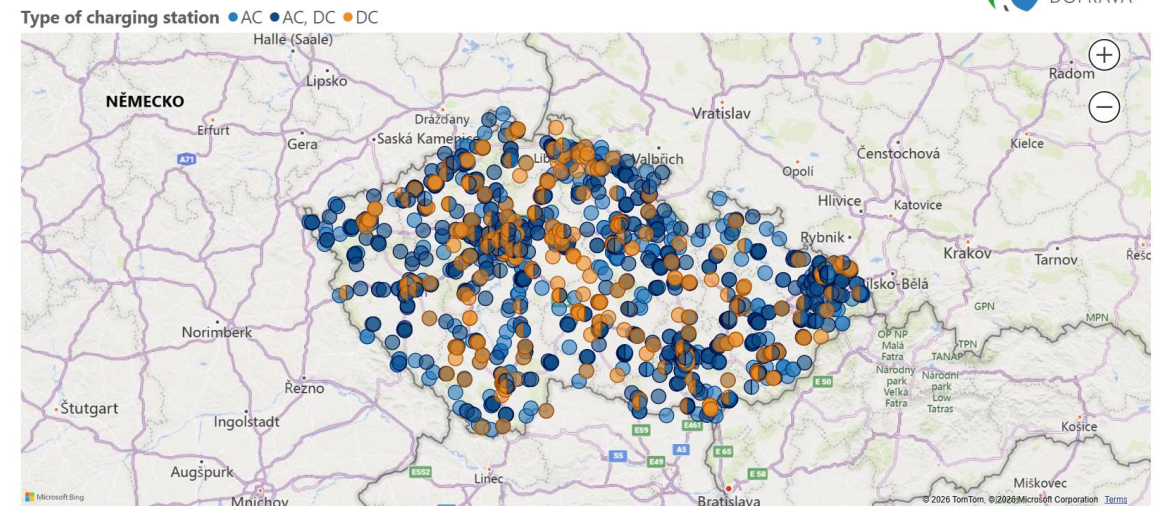 DOPRAVA
Type of charging station AC AC, DC DC
Halle (Saale)
Lipsko
Radom
NĚMECKO
Vratislav
Drážďany
Erfurt
Gera
Saská Kamenice
Kielce
Lib
Valbřich
Čenstochová
A71
Opolí
Hlivice
Katovice
Rybnik
Krakov
Tarnov
Řešo
ílsko-Bělá
GPN
MPN
Norimberk
OP NP
Malá
Fatra
TPN
TANAP
Národný
park
Veľká
Fatra
Národní
park
Low
Tatras
Řezno
E 50
Štutgart
Ingolstadt
Košice
E59
E461
S5
A5
E49
E 65
E552
E 58
Augšpurk
Linec
Miškovec
Mnichov
Bratislava
Microsoft Bing
© 2026 TomTom, © 2026 Microsoft Corporation Terms